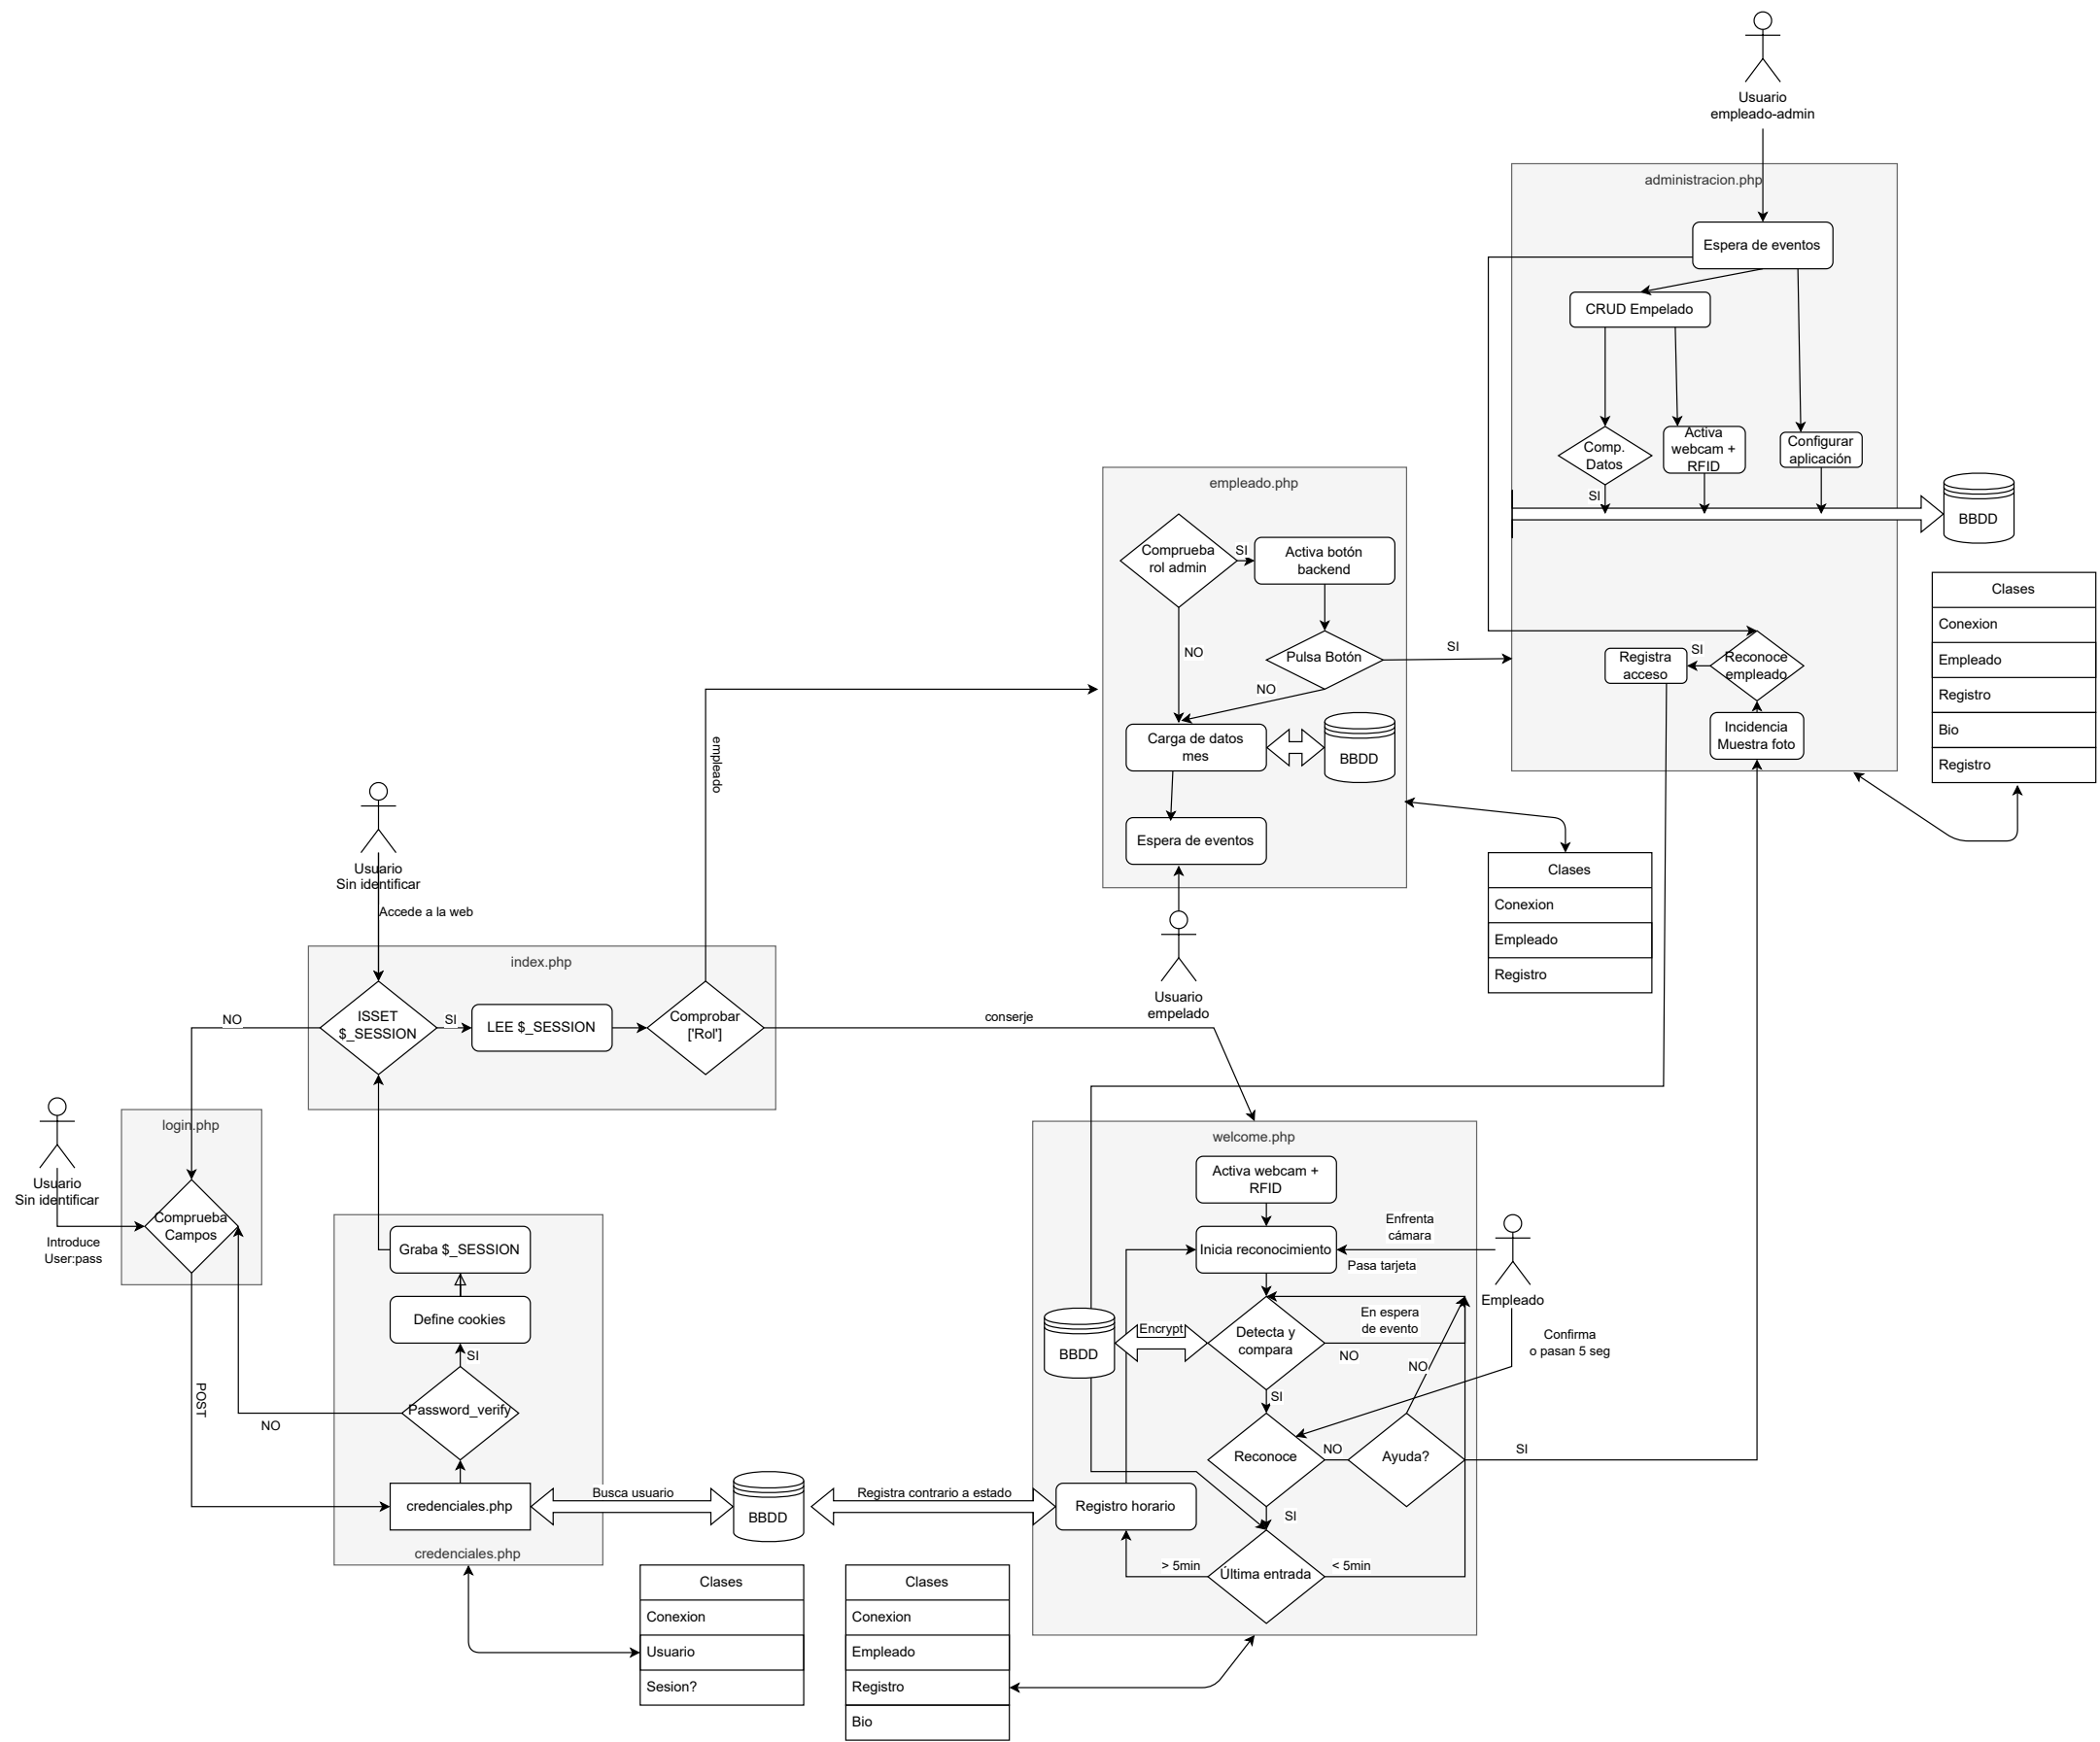 Usuario
empleado-admin
administracion.php
Espera de eventos
CRUD Empelado
Comp.
Datos
Activa
webcam +
RFID
Configurar
aplicación
SI
BBDD
Registra
acceso
SI
Reconoce
empleado
Incidencia
Muestra foto
Clases
Conexion
Empleado
Registro
Bio
Registro
empleado.php
Comprueba
rol admin
SI
Activa botón
backend
NO
Pulsa Botón
SI
NO
Carga de datos
mes
BBDD
Espera de eventos
Usuario
empelado
Clases
Conexion
Empleado
Registro
Usuario
Sin identificar
Accede a la web
index.php
ISSET
$_SESSION
SI
LEE $_SESSION
Comprobar
['Rol']
empleado
conserje
NO
login.php
Usuario
Sin identificar
Introduce
User:pass
Comprueba
Campos
POST
Graba $_SESSION
Define cookies
SI
Password_verify
NO
credenciales.php
credenciales.php
Busca usuario
BBDD
Registra contrario a estado
Clases
Conexion
Usuario
Sesion?
Clases
Conexion
Empleado
Registro
Bio
welcome.php
Activa webcam +
RFID
Inicia reconocimiento
Enfrenta
cámara
Pasa tarjeta
Empleado
BBDD
Encrypt
Detecta y
compara
En espera
de evento
NO
Confirma
o pasan 5 seg
SI
NO
Reconoce
NO
Ayuda?
SI
Registro horario
SI
> 5min
Última entrada
< 5min